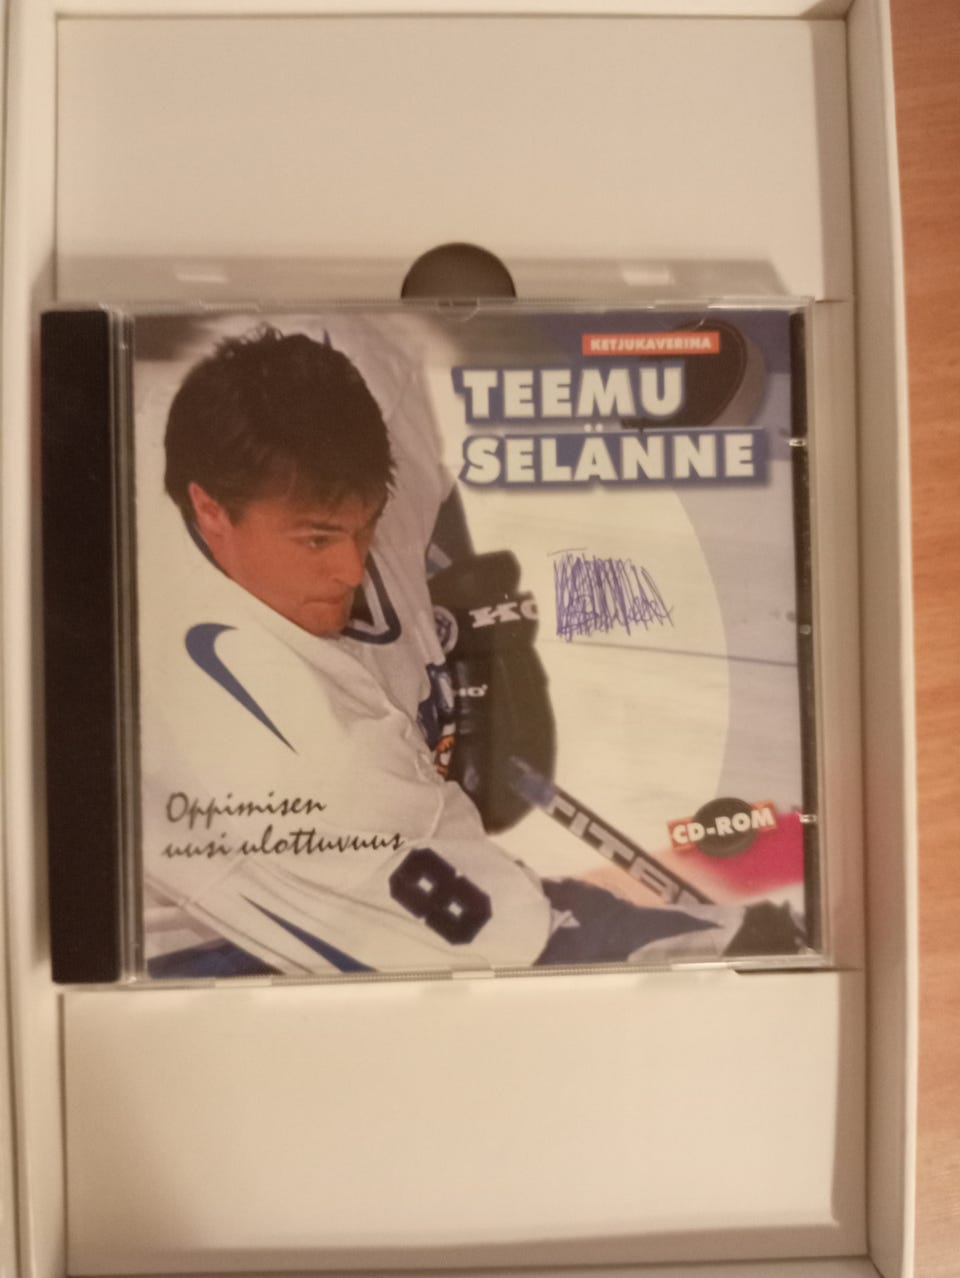 KETJUKAVERINA
TEEMU
SELÄNNE
Oppimisen
uusi ulottuvuus
8
CD-ROM